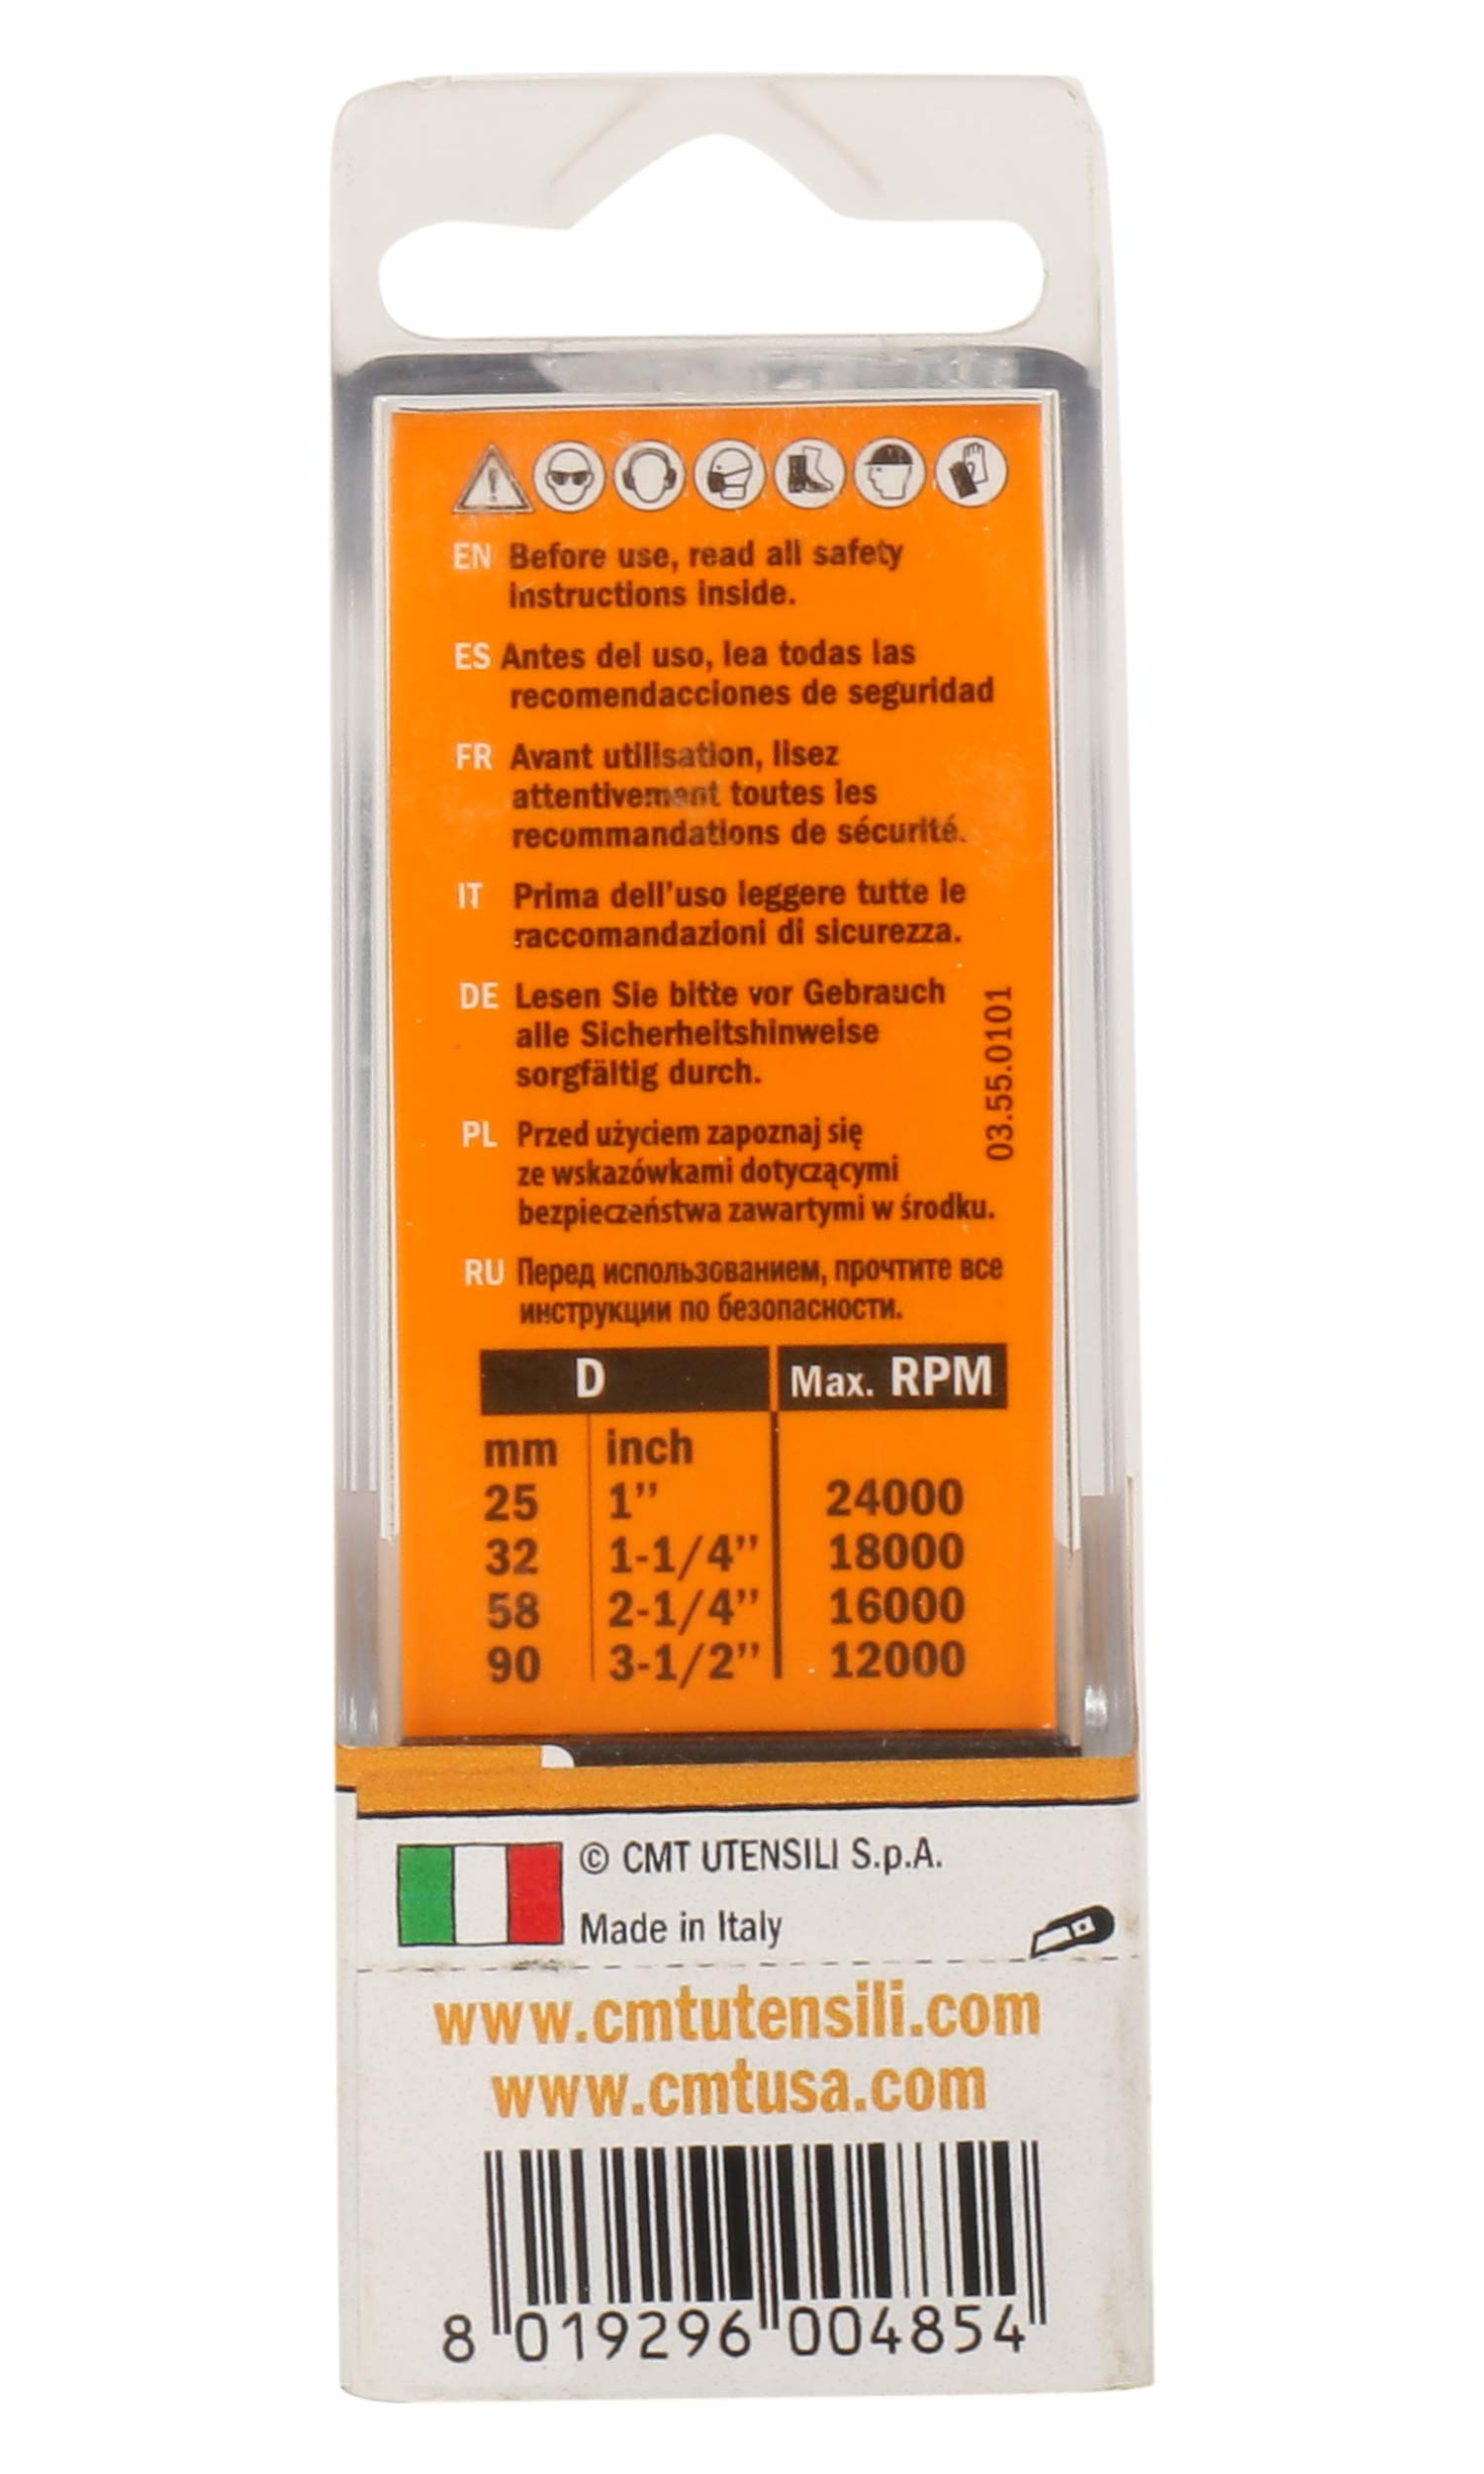 EN Before use, read all safety
instructions inside.
ES Antes del uso, lea todas las
recomendacciones de seguridad
FR Avant utilisation, lisez
attentivement toutes les
recommandations de sécurité.
IT Prima dell'uso leggere tutte le
raccomandazioni di sicurezza.
DE Lesen Sie bitte vor Gebrauch
alle Sicherheitshinweise
sorgfältig durch.
03.55.0101
PL Przed użyciem zapoznaj się
ze wskazówkami dotyczącymi
bezpieczeństwa zawartymi w środku.
RU Перед использованием, прочтите все
инструкции по безопасности.
D Max. RPM
mm inch
25 1” 24000
32 1-1/4” 18000
58 2-1/4” 16000
90 3-1/2” 12000
© CMT UTENSILI S.p.A.
Made in Italy
www.cmtutensili.com
www.cmtusa.com
8 019296 004854